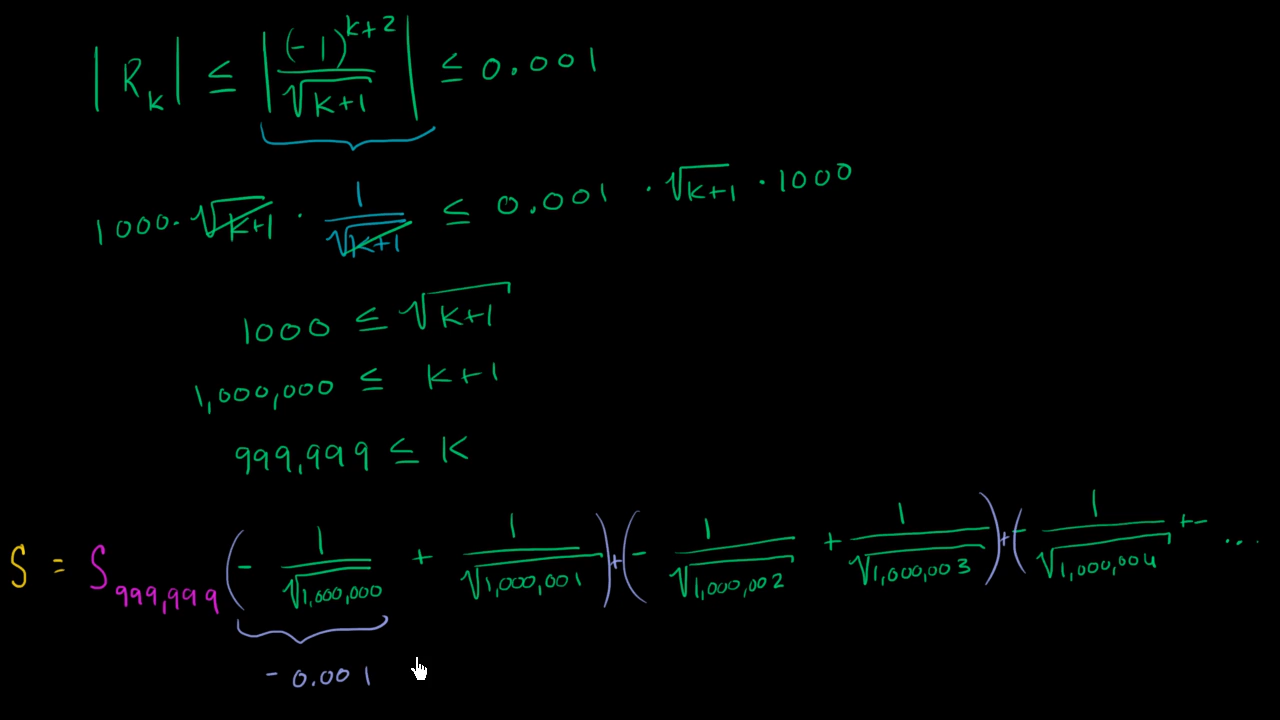 |R_k| ≤ |(-1)^{k+2} / √(k+1)| ≤ 0.001
1000 · √(k+1) · 1/√(k+1) ≤ 0.001 · √(k+1) · 1000
1000 ≤ √(k+1)
1,000,000 ≤ k+1
999,999 ≤ k
S = S_{999,999} (- 1/√1,000,000 + 1/√1,000,001) + (- 1/√1,000,002 + 1/√1,000,003) + (- 1/√1,000,004 +- ...
-0.001